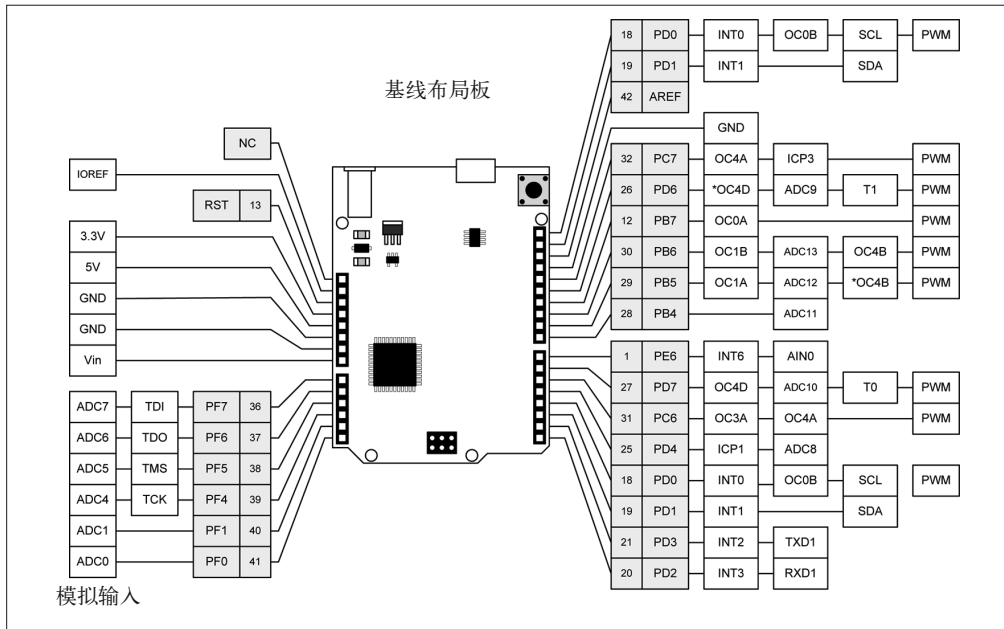 基线布局板
NC
IOREF
RST 13
3.3V
5V
GND
GND
Vin
ADC7 TDI PF7 36
ADC6 TDO PF6 37
ADC5 TMS PF5 38
ADC4 TCK PF4 39
ADC1 PF1 40
ADC0 PF0 41
模拟输入
18 PD0 INT0 OC0B SCL PWM
19 PD1 INT1 SDA
42 AREF
GND
32 PC7 OC4A ICP3 PWM
26 PD6 *OC4D ADC9 T1 PWM
12 PB7 OC0A PWM
30 PB6 OC1B ADC13 OC4B PWM
29 PB5 OC1A ADC12 *OC4B PWM
28 PB4 ADC11
1 PE6 INT6 AIN0
27 PD7 OC4D ADC10 T0 PWM
31 PC6 OC3A OC4A PWM
25 PD4 ICP1 ADC8
18 PD0 INT0 OC0B SCL PWM
19 PD1 INT1 SDA
21 PD3 INT2 TXD1
20 PD2 INT3 RXD1